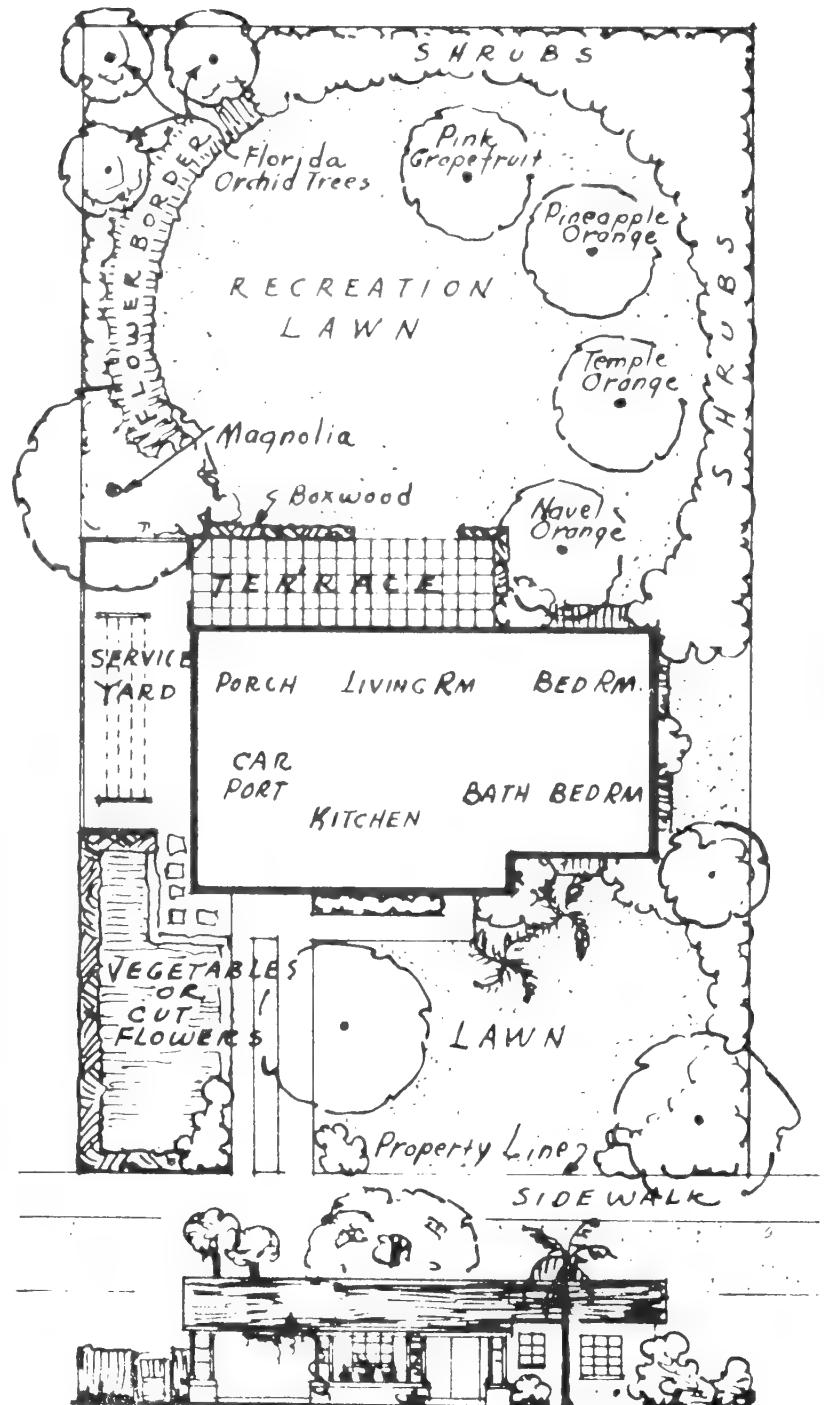 SHRUBS
Pink
Grapefruit
Florida
Orchid Trees
FLOWER BORDER
Pineapple
Orange
SHRUBS
RECREATION
LAWN
Temple
Orange
Magnolia
Boxwood
Navel
Orange
TERRACE
SERVICE
YARD
PORCH
LIVING RM
BED RM.
CAR
PORT
BATH
BED RM
KITCHEN
VEGETABLES
OR
CUT
FLOWERS
LAWN
Property Line
SIDEWALK